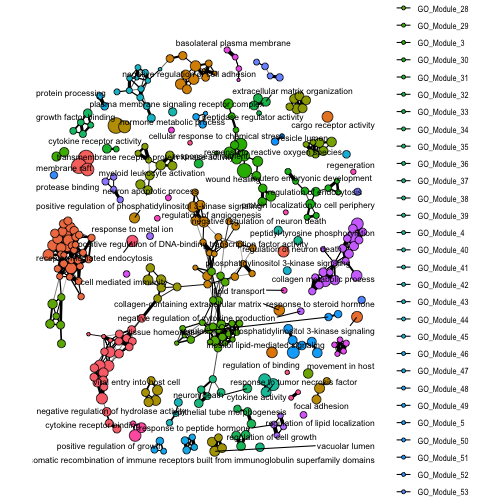 basolateral plasma membrane
negative regulation of cell adhesion
protein processing
extracellular matrix organization
plasma membrane signaling receptor complex
growth factor binding
hormone metabolic process
peptidase regulator activity
cargo receptor activity
cellular response to chemical stress
cytokine receptor activity
vesicle lumen
transmembrane receptor protein
reactive oxygen species
membrane raft
myeloid leukocyte activation
regeneration
wound healing
in utero embryonic development
protease binding
neuron apoptotic process
positive regulation of phosphatidylinositol 3-kinase signaling
protein localization to cell periphery
regulation of angiogenesis
negative regulation of neuron death
response to metal ion
peptidyl-tyrosine phosphorylation
positive regulation of DNA-binding transcription factor activity
regulation of neuron death
receptor-mediated endocytosis
phosphatidylinositol 3-kinase signaling
cell mediated immunity
collagen metabolic process
lipid transport
collagen-containing extracellular matrix
response to steroid hormone
negative regulation of cytokine production
tissue homeostasis
phosphatidylinositol 3-kinase signaling
inositol lipid-mediated signaling
regulation of binding
movement in host
viral entry into host cell
response to tumor necrosis factor
neuron death
cytokine activity
focal adhesion
negative regulation of hydrolase activity
epithelial tube morphogenesis
cytokine receptor binding
response to peptide hormone
regulation of lipid localization
regulation of cell growth
positive regulation of growth
vacuolar lumen
somatic recombination of immune receptors built from immunoglobulin superfamily domains
GO_Module_28
GO_Module_29
GO_Module_3
GO_Module_30
GO_Module_31
GO_Module_32
GO_Module_33
GO_Module_34
GO_Module_35
GO_Module_36
GO_Module_37
GO_Module_38
GO_Module_39
GO_Module_4
GO_Module_40
GO_Module_41
GO_Module_42
GO_Module_43
GO_Module_44
GO_Module_45
GO_Module_46
GO_Module_47
GO_Module_48
GO_Module_49
GO_Module_5
GO_Module_50
GO_Module_51
GO_Module_52
GO_Module_53